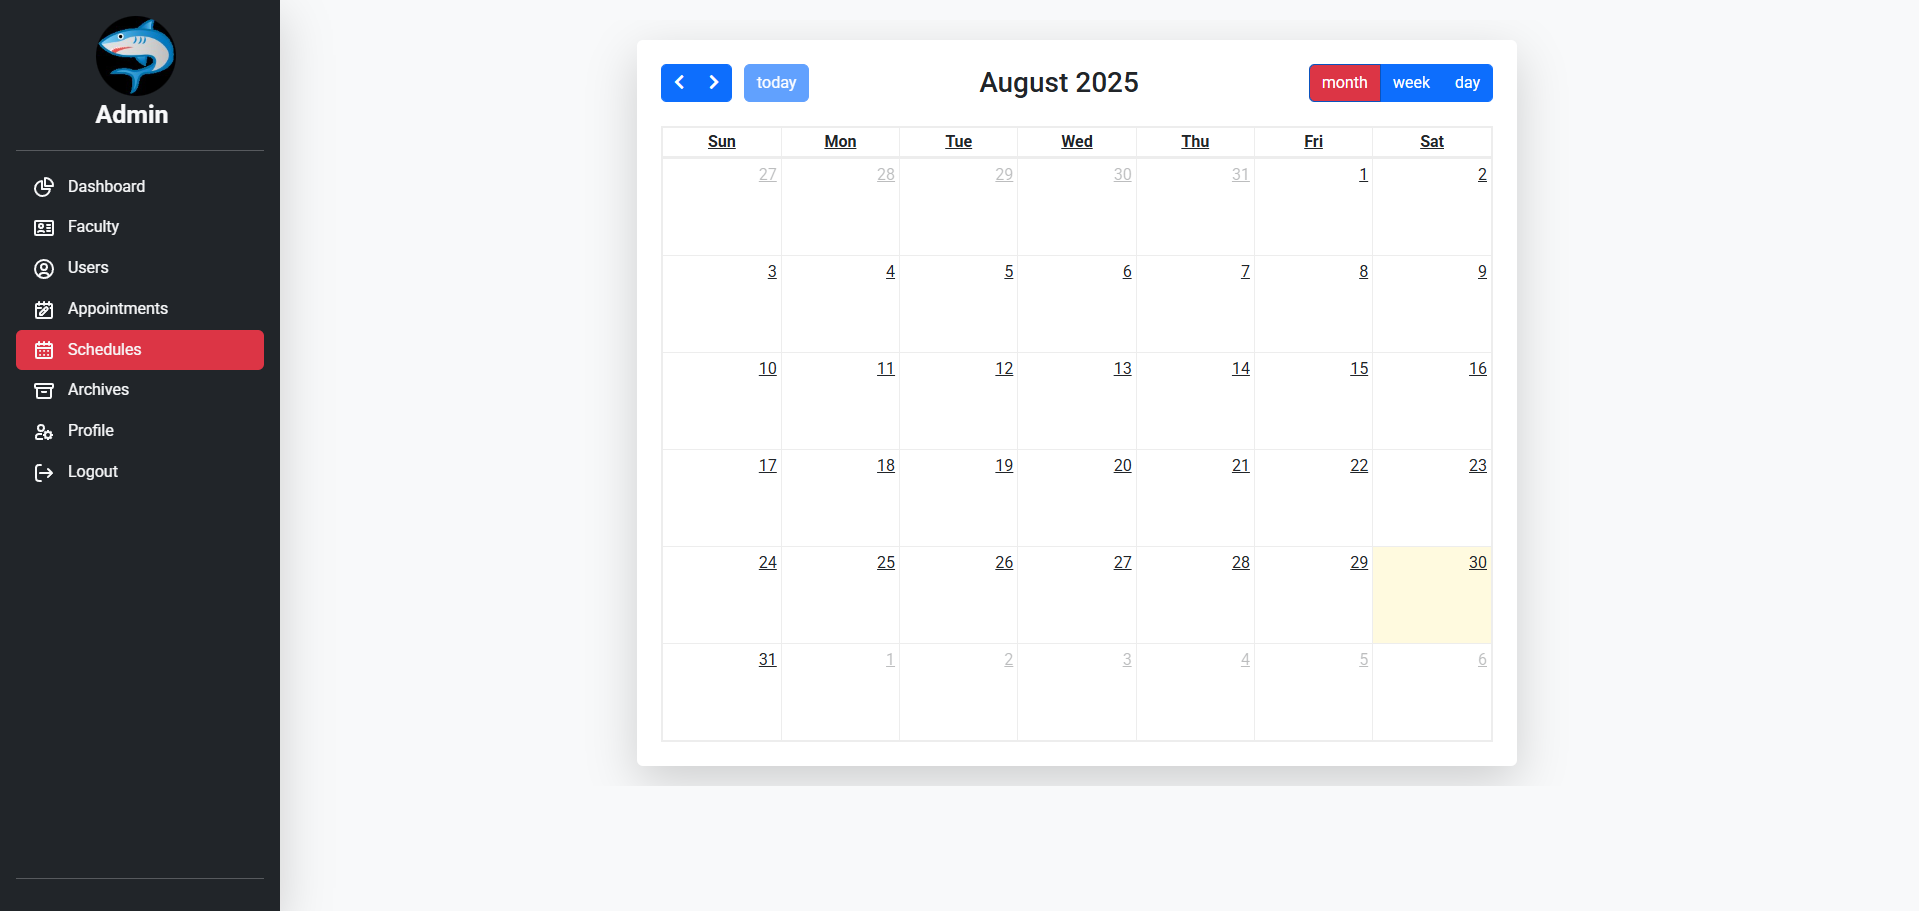 Admin
Dashboard
Faculty
Users
Appointments
Schedules
Archives
Profile
Logout
today
August 2025
month week day
Sun Mon Tue Wed Thu Fri Sat
27 28 29 30 31 1 2
3 4 5 6 7 8 9
10 11 12 13 14 15 16
17 18 19 20 21 22 23
24 25 26 27 28 29 30
31 1 2 3 4 5 6